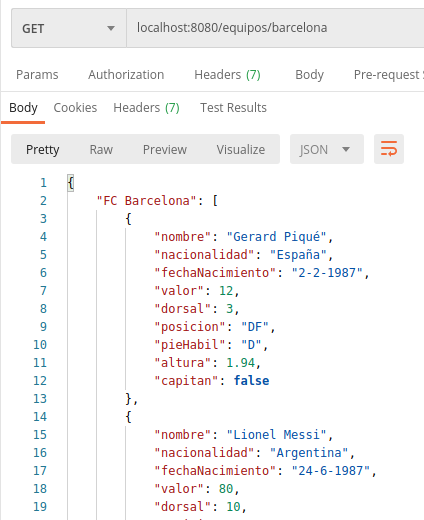 GET localhost:8080/equipos/barcelona
Params Authorization Headers (7) Body Pre-request
Body Cookies Headers (7) Test Results
Pretty Raw Preview Visualize JSON
1 {
2 "FC Barcelona": [
3 {
4 "nombre": "Gerard Piqué",
5 "nacionalidad": "España",
6 "fechaNacimiento": "2-2-1987",
7 "valor": 12,
8 "dorsal": 3,
9 "posicion": "DF",
10 "pieHabil": "D",
11 "altura": 1.94,
12 "capitan": false
13 },
14 {
15 "nombre": "Lionel Messi",
16 "nacionalidad": "Argentina",
17 "fechaNacimiento": "24-6-1987",
18 "valor": 80,
19 "dorsal": 10,